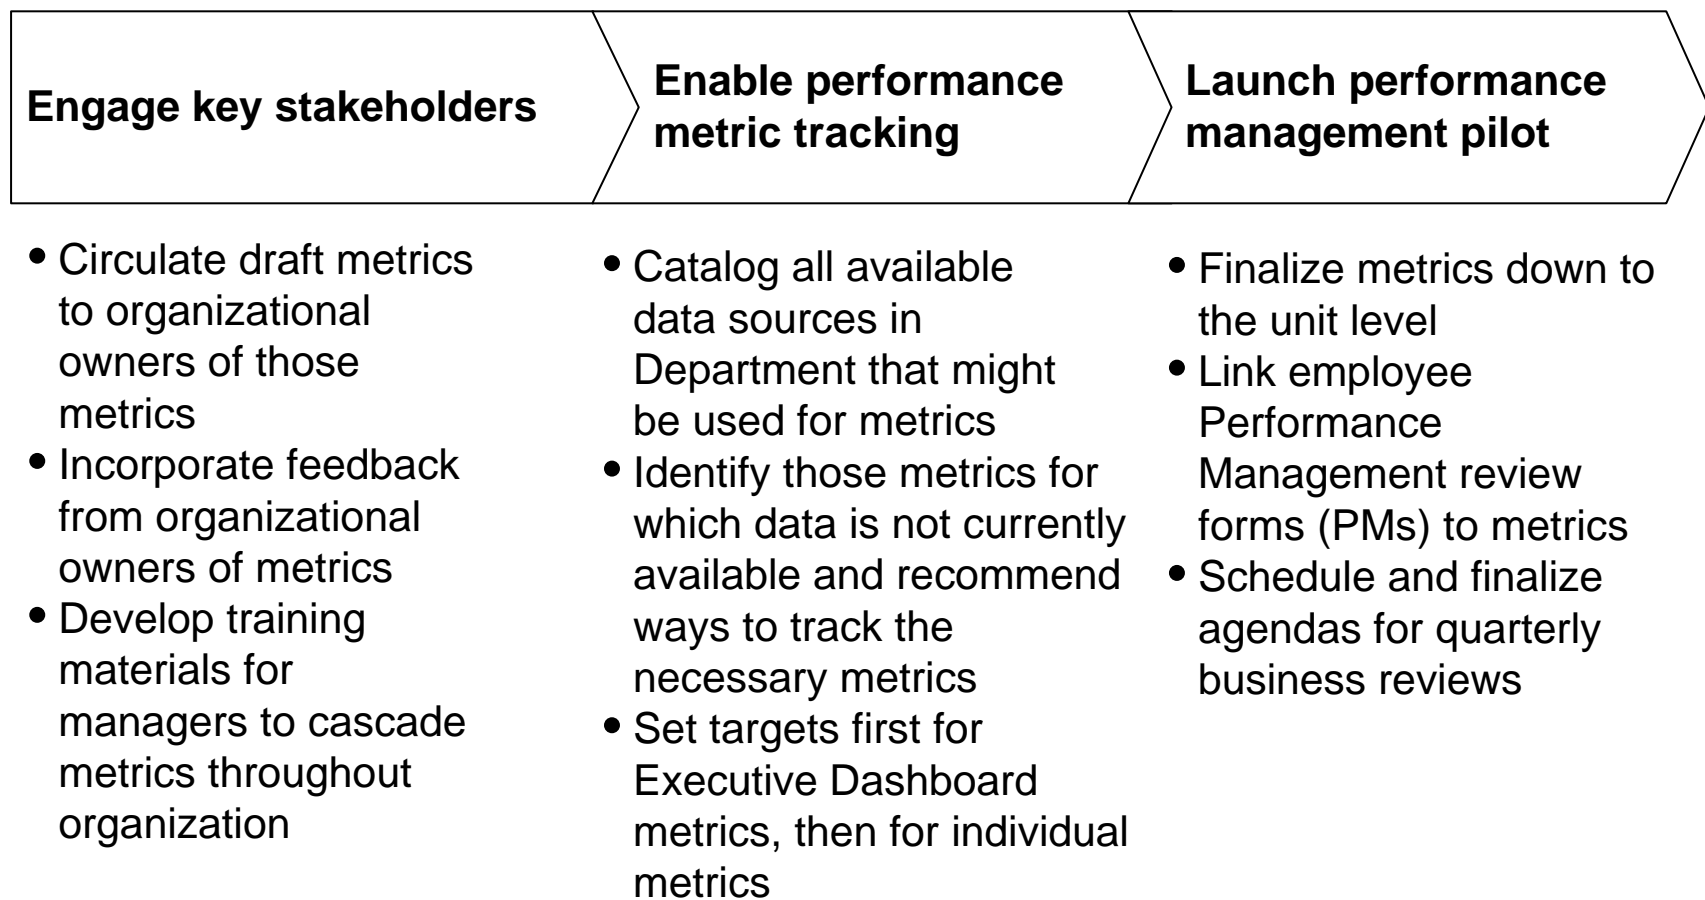 Engage key stakeholders
Enable performance
metric tracking
Launch performance
management pilot
• Circulate draft metrics
to organizational
owners of those
metrics
• Incorporate feedback
from organizational
owners of metrics
• Develop training
materials for
managers to cascade
metrics throughout
organization
• Catalog all available
data sources in
Department that might
be used for metrics
• Identify those metrics for
which data is not currently
available and recommend
ways to track the
necessary metrics
• Set targets first for
Executive Dashboard
metrics, then for individual
metrics
• Finalize metrics down to
the unit level
• Link employee
Performance
Management review
forms (PMs) to metrics
• Schedule and finalize
agendas for quarterly
business reviews